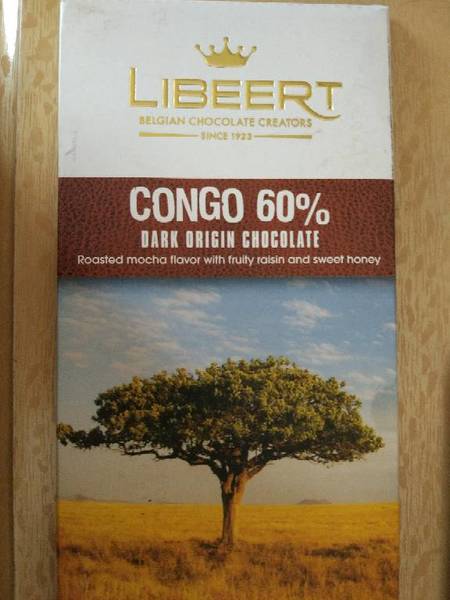 LIBEERT
BELGIAN CHOCOLATE CREATORS
SINCE 1923
CONGO 60%
DARK ORIGIN CHOCOLATE
Roasted mocha flavor with fruity raisin and sweet honey